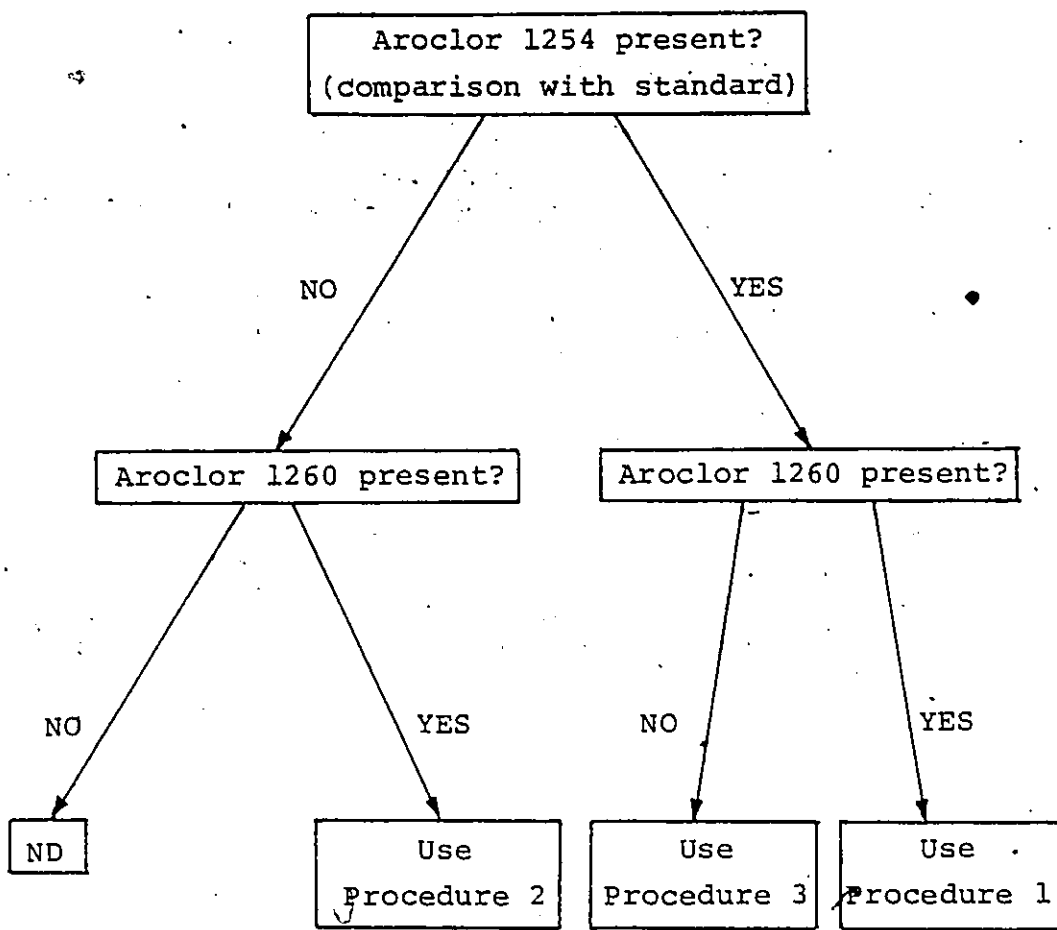 Aroclor 1254 present?
(comparison with standard)
NO
YES
Aroclor 1260 present?
Aroclor 1260 present?
NO
YES
NO
YES
ND
Use
Procedure 2
Use
Procedure 3
Use
Procedure 1